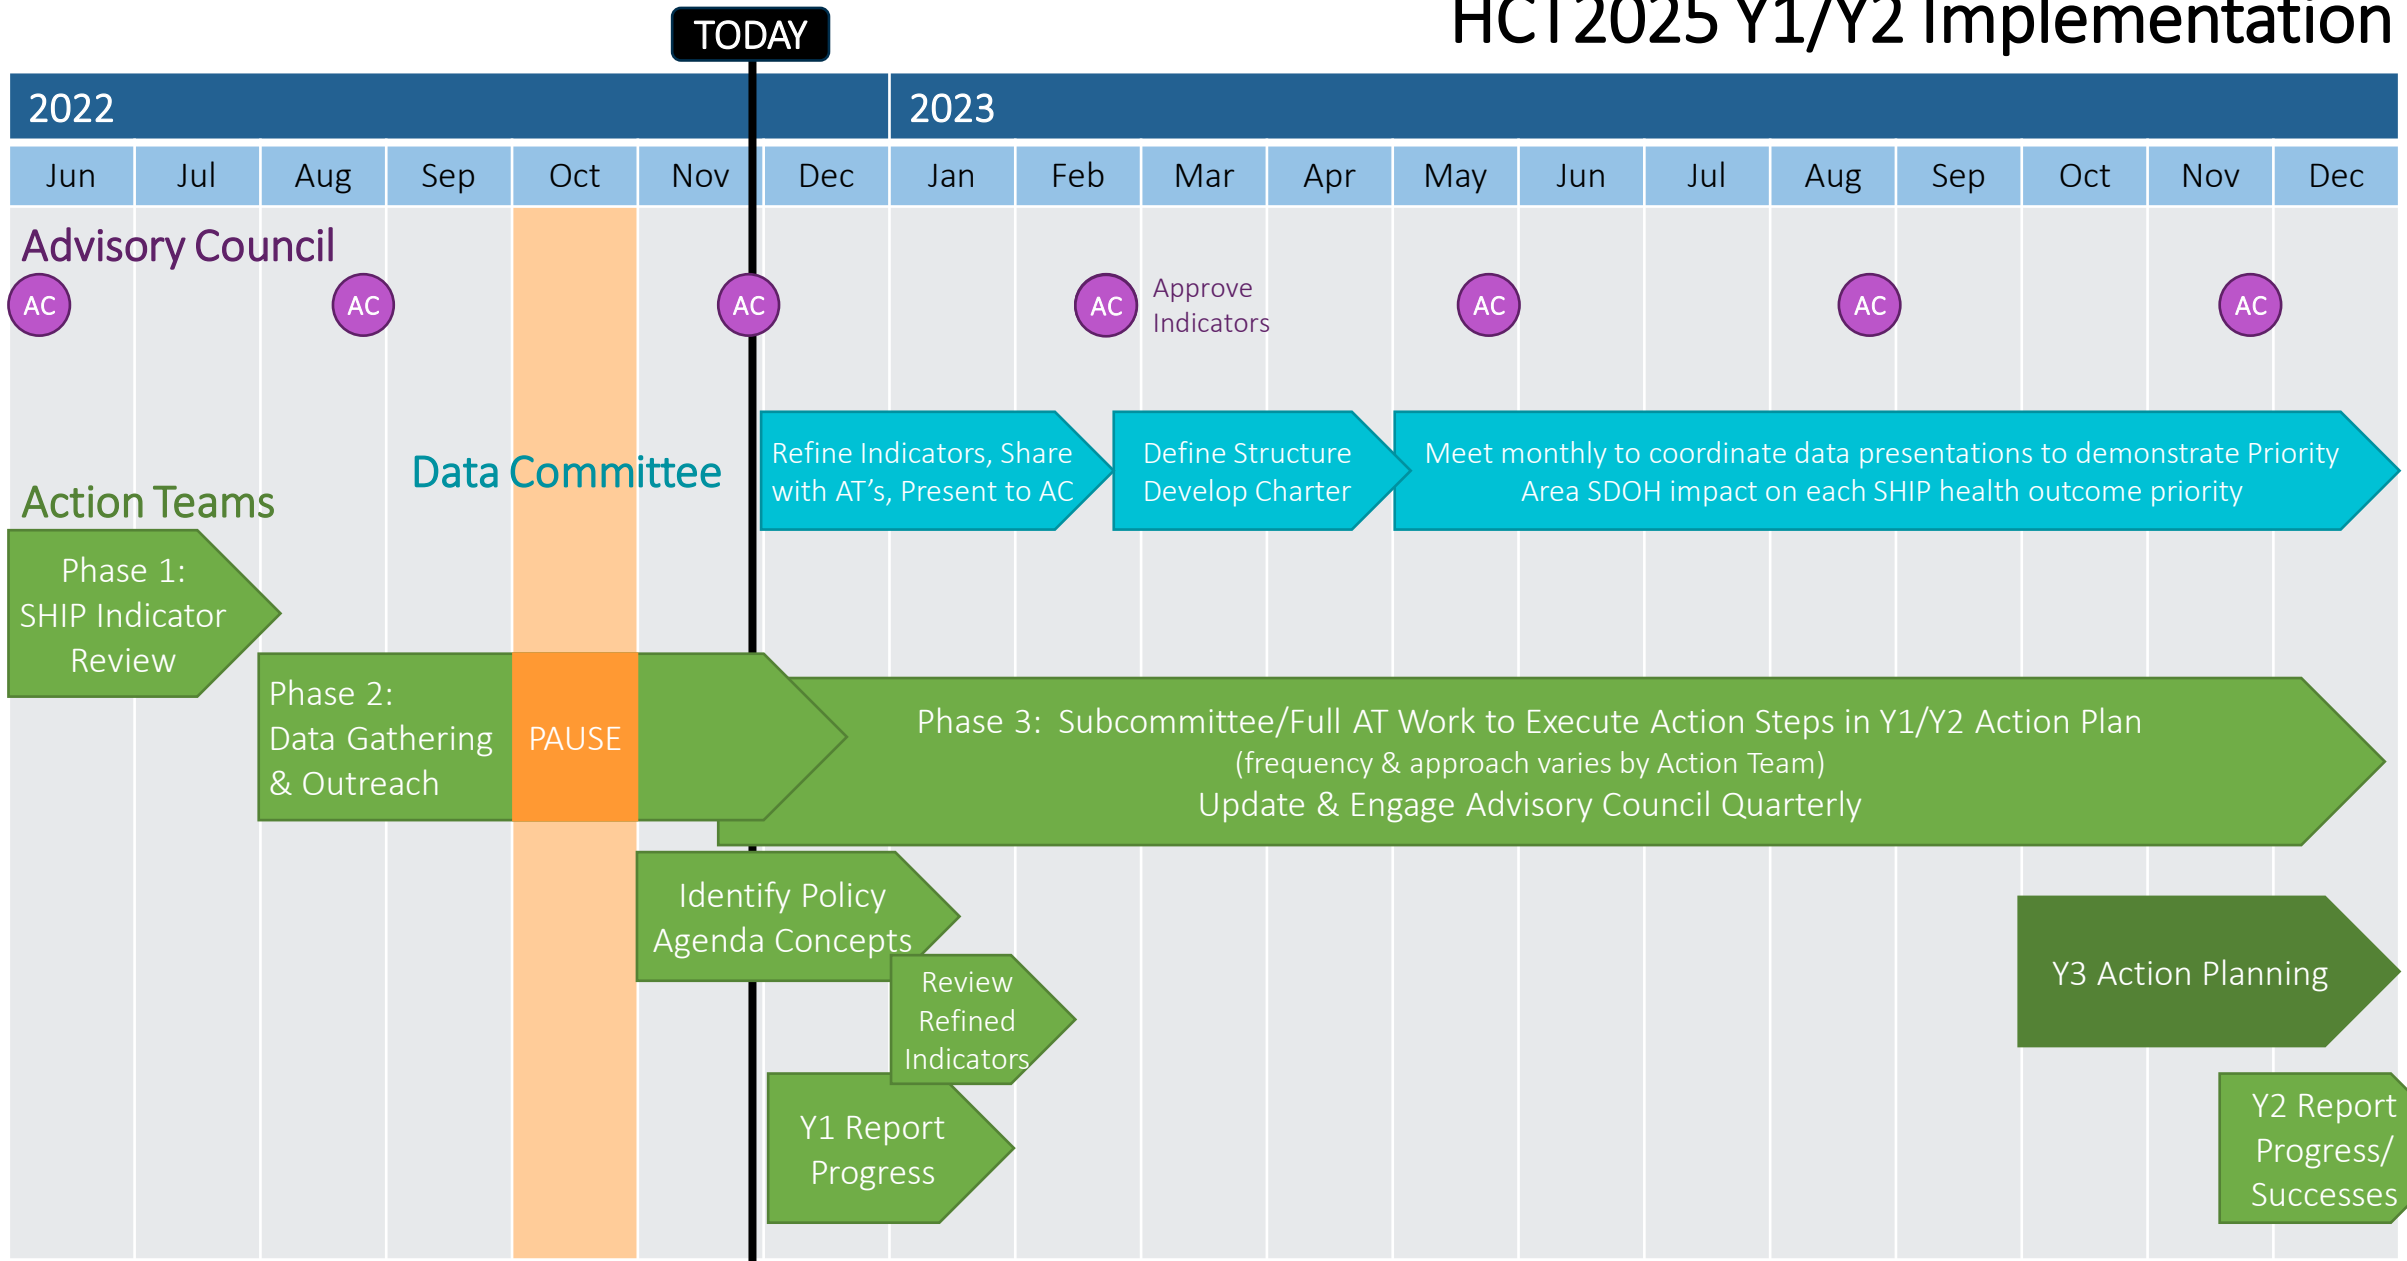 TODAY
HCT2025 Y1/Y2 Implementation
2022
2023
Jun
Jul
Aug
Sep
Oct
Nov
Dec
Jan
Feb
Mar
Apr
May
Jun
Jul
Aug
Sep
Oct
Nov
Dec
Advisory Council
AC
AC
AC
AC
Approve
Indicators
AC
AC
AC
Data Committee
Refine Indicators, Share
with AT’s, Present to AC
Define Structure
Develop Charter
Meet monthly to coordinate data presentations to demonstrate Priority
Area SDOH impact on each SHIP health outcome priority
Action Teams
Phase 1:
SHIP Indicator
Review
Phase 2:
Data Gathering
& Outreach
PAUSE
Phase 3:  Subcommittee/Full AT Work to Execute Action Steps in Y1/Y2 Action Plan
(frequency & approach varies by Action Team)
Update & Engage Advisory Council Quarterly
Identify Policy
Agenda Concepts
Review
Refined
Indicators
Y3 Action Planning
Y1 Report
Progress
Y2 Report
Progress/
Successes